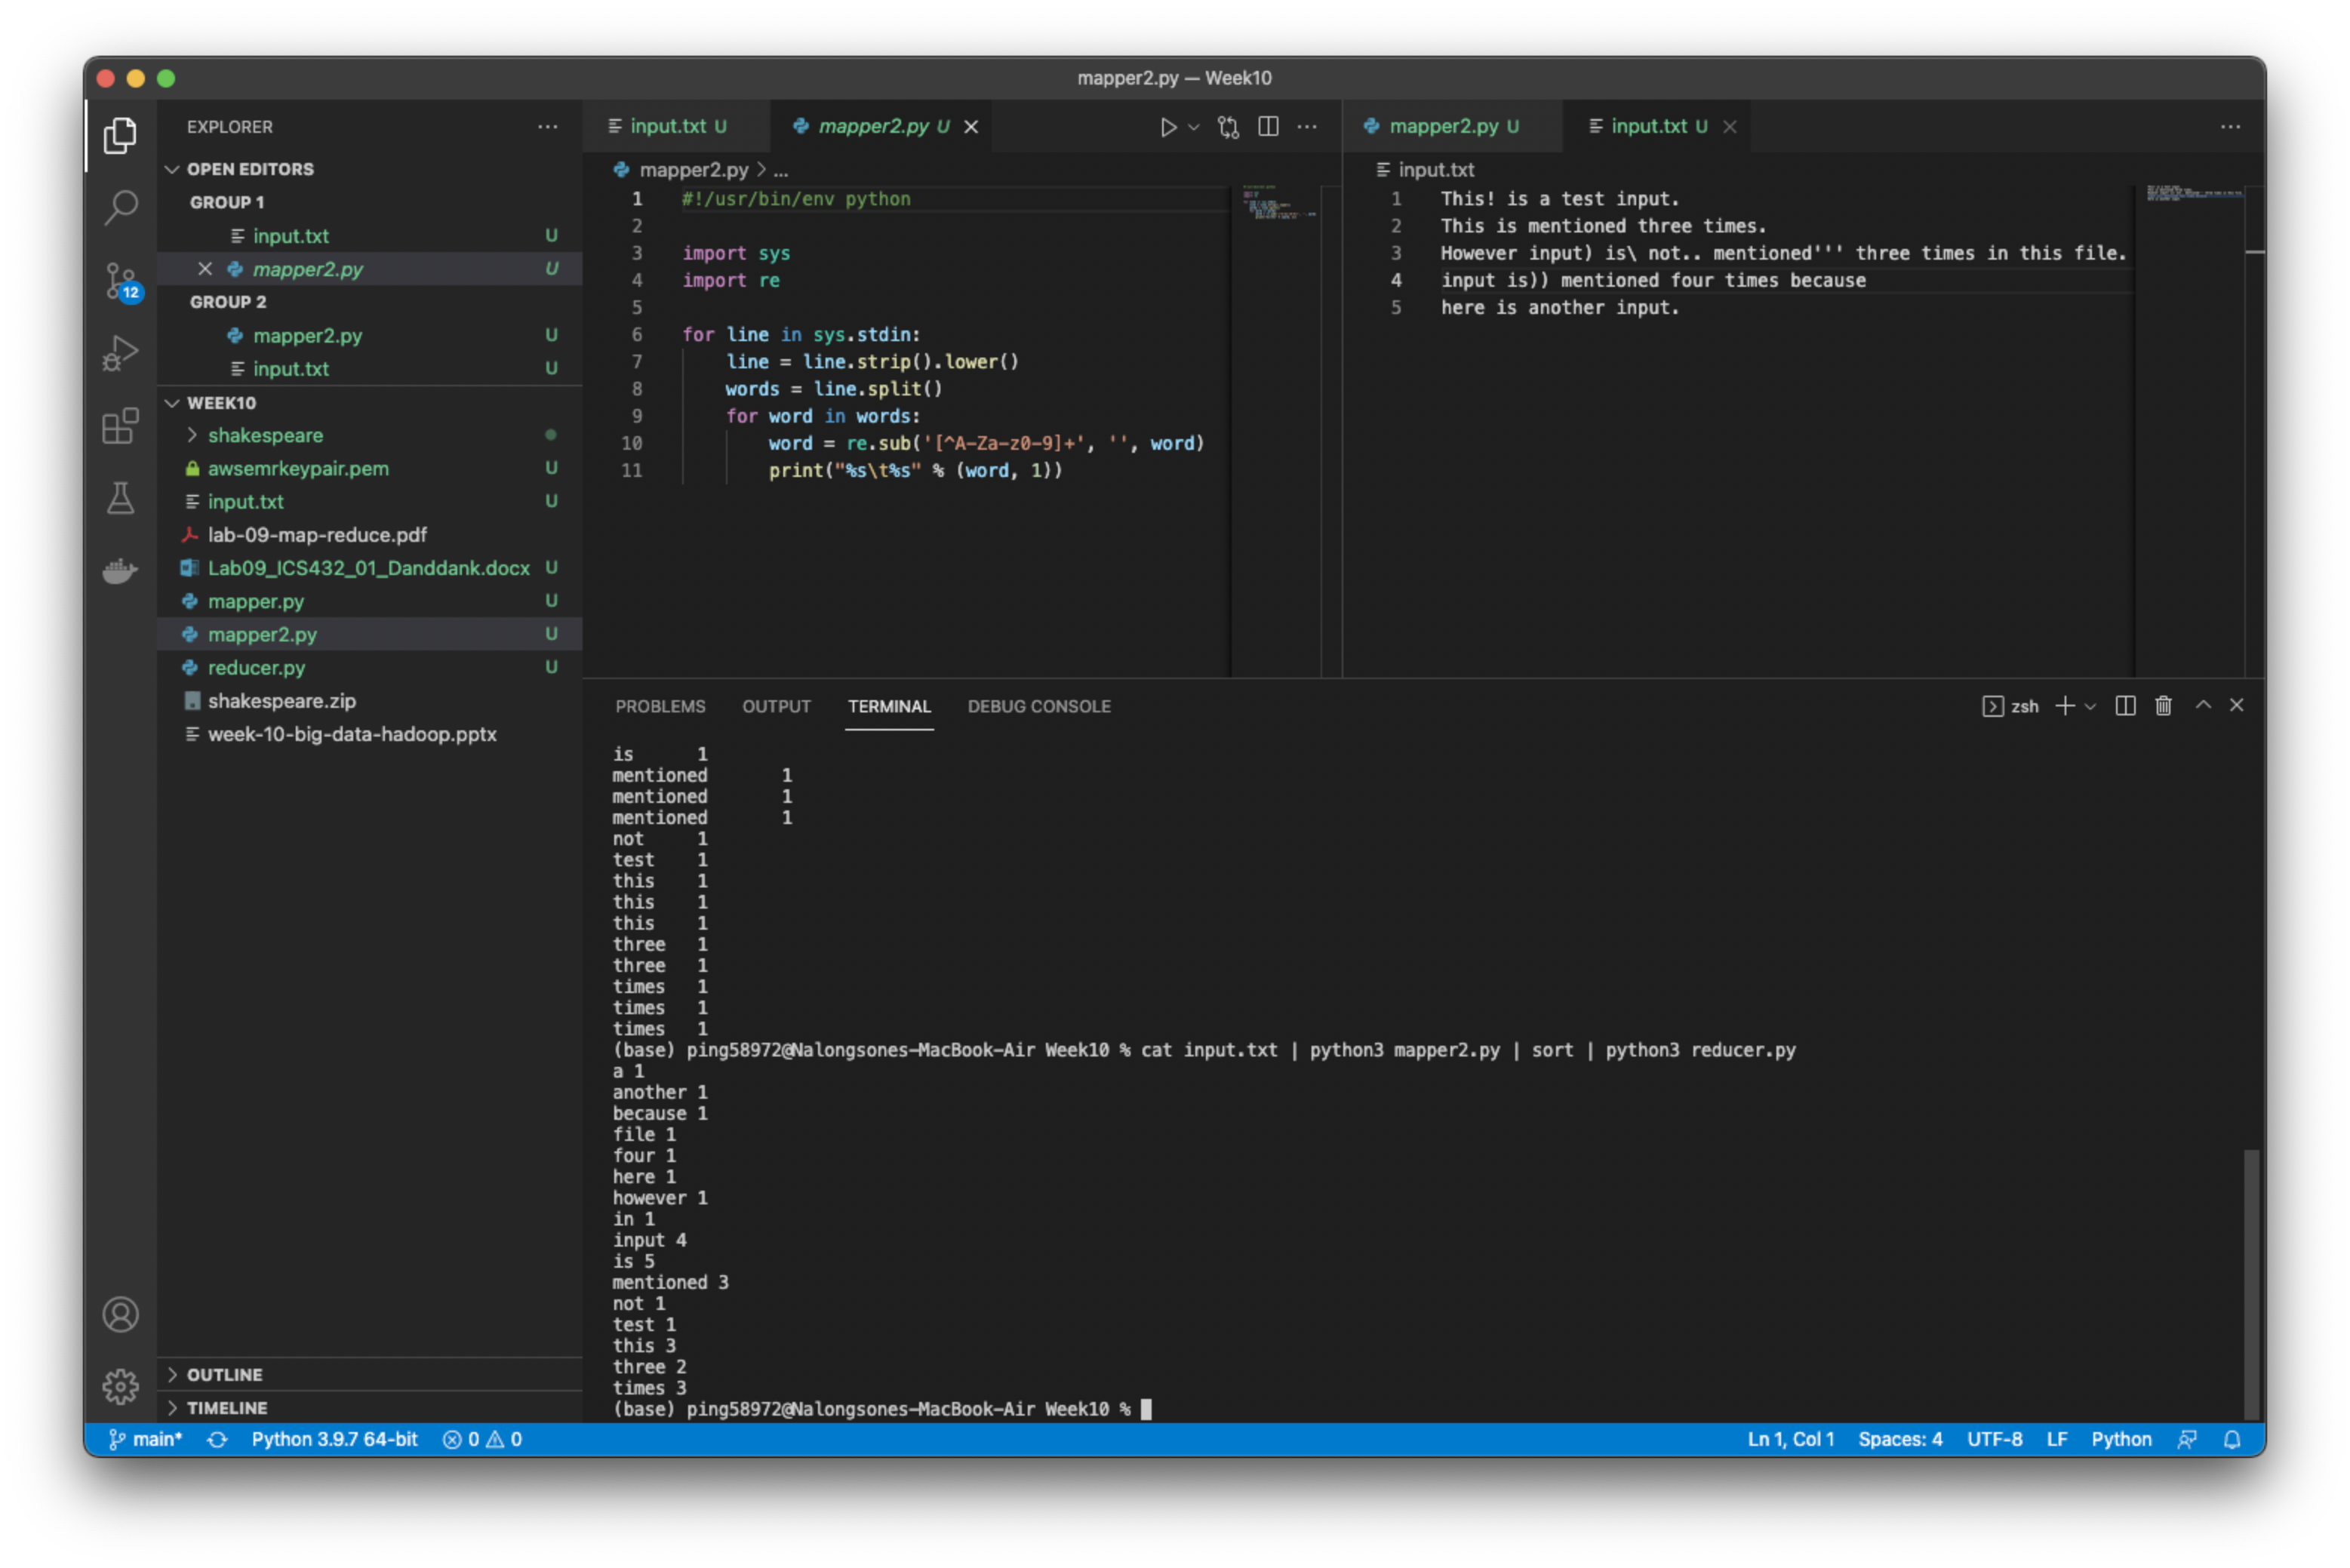 mapper2.py — Week10
EXPLORER
OPEN EDITORS
GROUP 1
input.txt U
mapper2.py U
GROUP 2
mapper2.py U
input.txt U
WEEK10
shakespeare
awsemrkeypair.pem U
input.txt U
lab-09-map-reduce.pdf
Lab09_ICS432_01_Danddank.docx U
mapper.py U
mapper2.py U
reducer.py U
shakespeare.zip
week-10-big-data-hadoop.pptx
OUTLINE
TIMELINE
12
input.txt U
mapper2.py U
mapper2.py > ...
1 #!/usr/bin/env python
2
3 import sys
4 import re
5
6 for line in sys.stdin:
7 line = line.strip().lower()
8 words = line.split()
9 for word in words:
10 word = re.sub('[^A-Za-z0-9]+', '', word)
11 print("%s\t%s" % (word, 1))
mapper2.py U
input.txt U
input.txt
1 This! is a test input.
2 This is mentioned three times.
3 However input) is\ not.. mentioned''' three times in this file.
4 input is)) mentioned four times because
5 here is another input.
PROBLEMS OUTPUT TERMINAL DEBUG CONSOLE
zsh
is 1
mentioned 1
mentioned 1
mentioned 1
not 1
test 1
this 1
this 1
this 1
three 1
three 1
times 1
times 1
times 1
(base) ping58972@Nalongsones-MacBook-Air Week10 % cat input.txt | python3 mapper2.py | sort | python3 reducer.py
a 1
another 1
because 1
file 1
four 1
here 1
however 1
in 1
input 4
is 5
mentioned 3
not 1
test 1
this 3
three 2
times 3
(base) ping58972@Nalongsones-MacBook-Air Week10 %
main* Python 3.9.7 64-bit 0 0 Ln 1, Col 1 Spaces: 4 UTF-8 LF Python